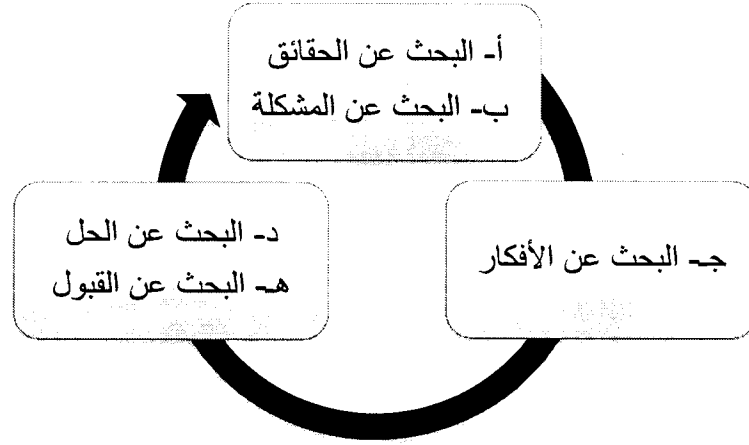 أ- البحث عن الحقائق
ب- البحث عن المشكلة
جـ- البحث عن الأفكار
د- البحث عن الحل
هـ- البحث عن القبول